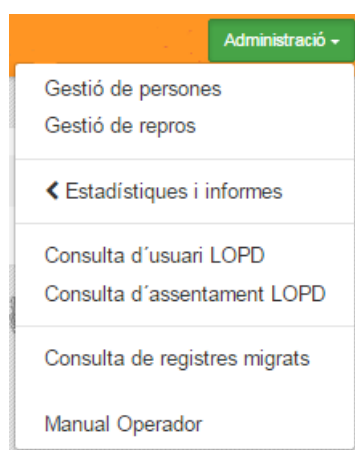 Administració
Gestió de persones
Gestió de repros
Estadístiques i informes
Consulta d´usuari LOPD
Consulta d´assentament LOPD
Consulta de registres migrats
Manual Operador